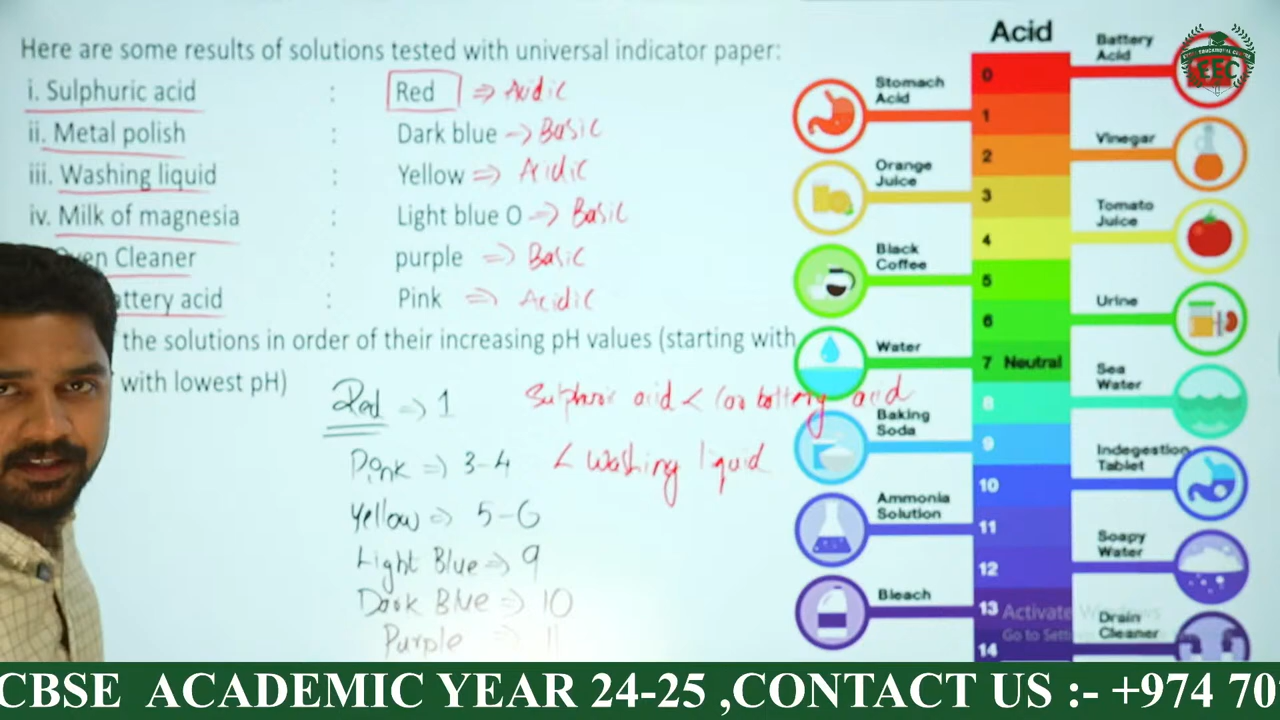 Here are some results of solutions tested with universal indicator paper:
i. Sulphuric acid : Red ⇒ Acidic
ii. Metal polish : Dark blue → Basic
iii. Washing liquid : Yellow ⇒ Acidic
iv. Milk of magnesia : Light blue O ⇒ Basic
Cleaner : purple ⇒ Basic
acid : Pink ⇒ Acidic
the solutions in order of their increasing pH values (starting with
with lowest pH)
Red ⇒ 1
Pink ⇒ 3-4
Yellow ⇒ 5-6
Light Blue ⇒ 9
Dark Blue ⇒ 10
Purple ⇒ 11
Sulphuric acid < Car battery acid
< Washing liquid
Acid
0
1
2
3
4
5
6
7 Neutral
8
9
10
11
12
13
14
Stomach
Acid
Orange
Juice
Black
Coffee
Water
Baking
Soda
Ammonia
Solution
Bleach
Battery
Acid
Vinegar
Tomato
Juice
Urine
Sea
Water
Indegestion
Tablet
Soapy
Water
Drain
Cleaner
EEC
Activate Windows
Go to
CBSE ACADEMIC YEAR 24-25 ,CONTACT US :- +974 70